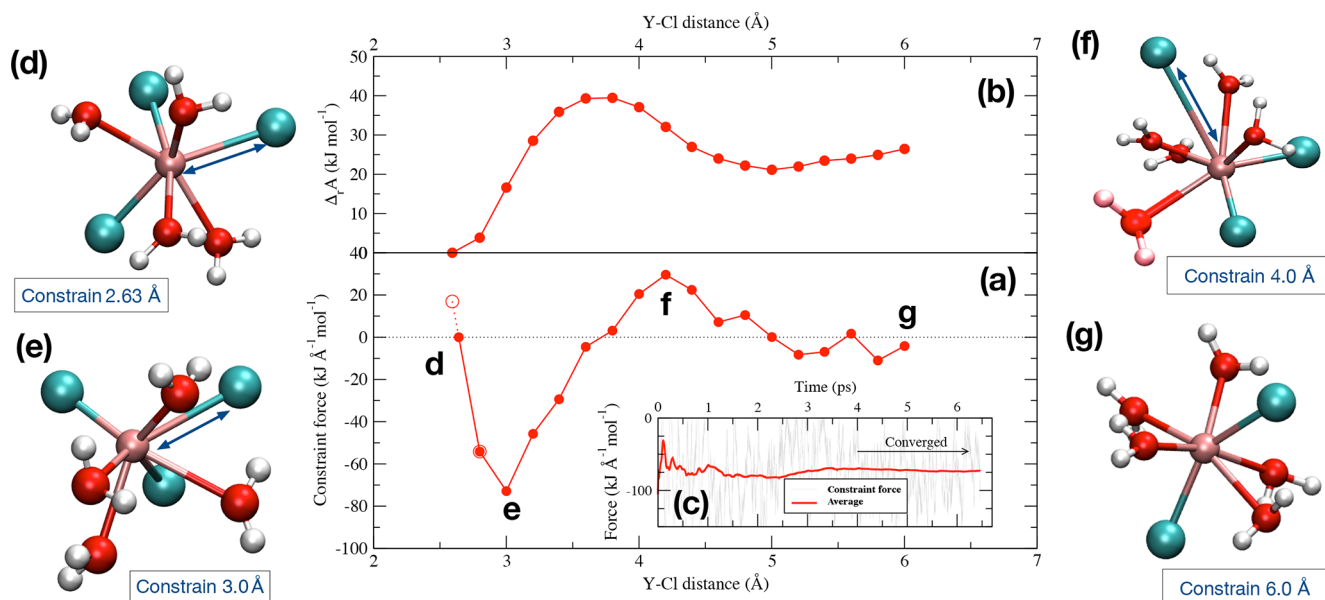 Y-Cl distance (Å)
2 3 4 5 6 7
(d)
(f)
50
40
30
20
10
40
0
ΔrA (kJ mol⁻¹)
(b)
Constrain 2.63 Å
Constrain 4.0 Å
(e)
(g)
(a)
20
0
-20
-40
-60
-80
-100
Constraint force (kJ Å⁻¹ mol⁻¹)
d
f
g
e
Time (ps)
0 1 2 3 4 5 6
0
-100
Force (kJ Å⁻¹ mol⁻¹)
Converged
(c)
Constraint force
Average
2 3 4 5 6 7
Y-Cl distance (Å)
Constrain 3.0 Å
Constrain 6.0 Å